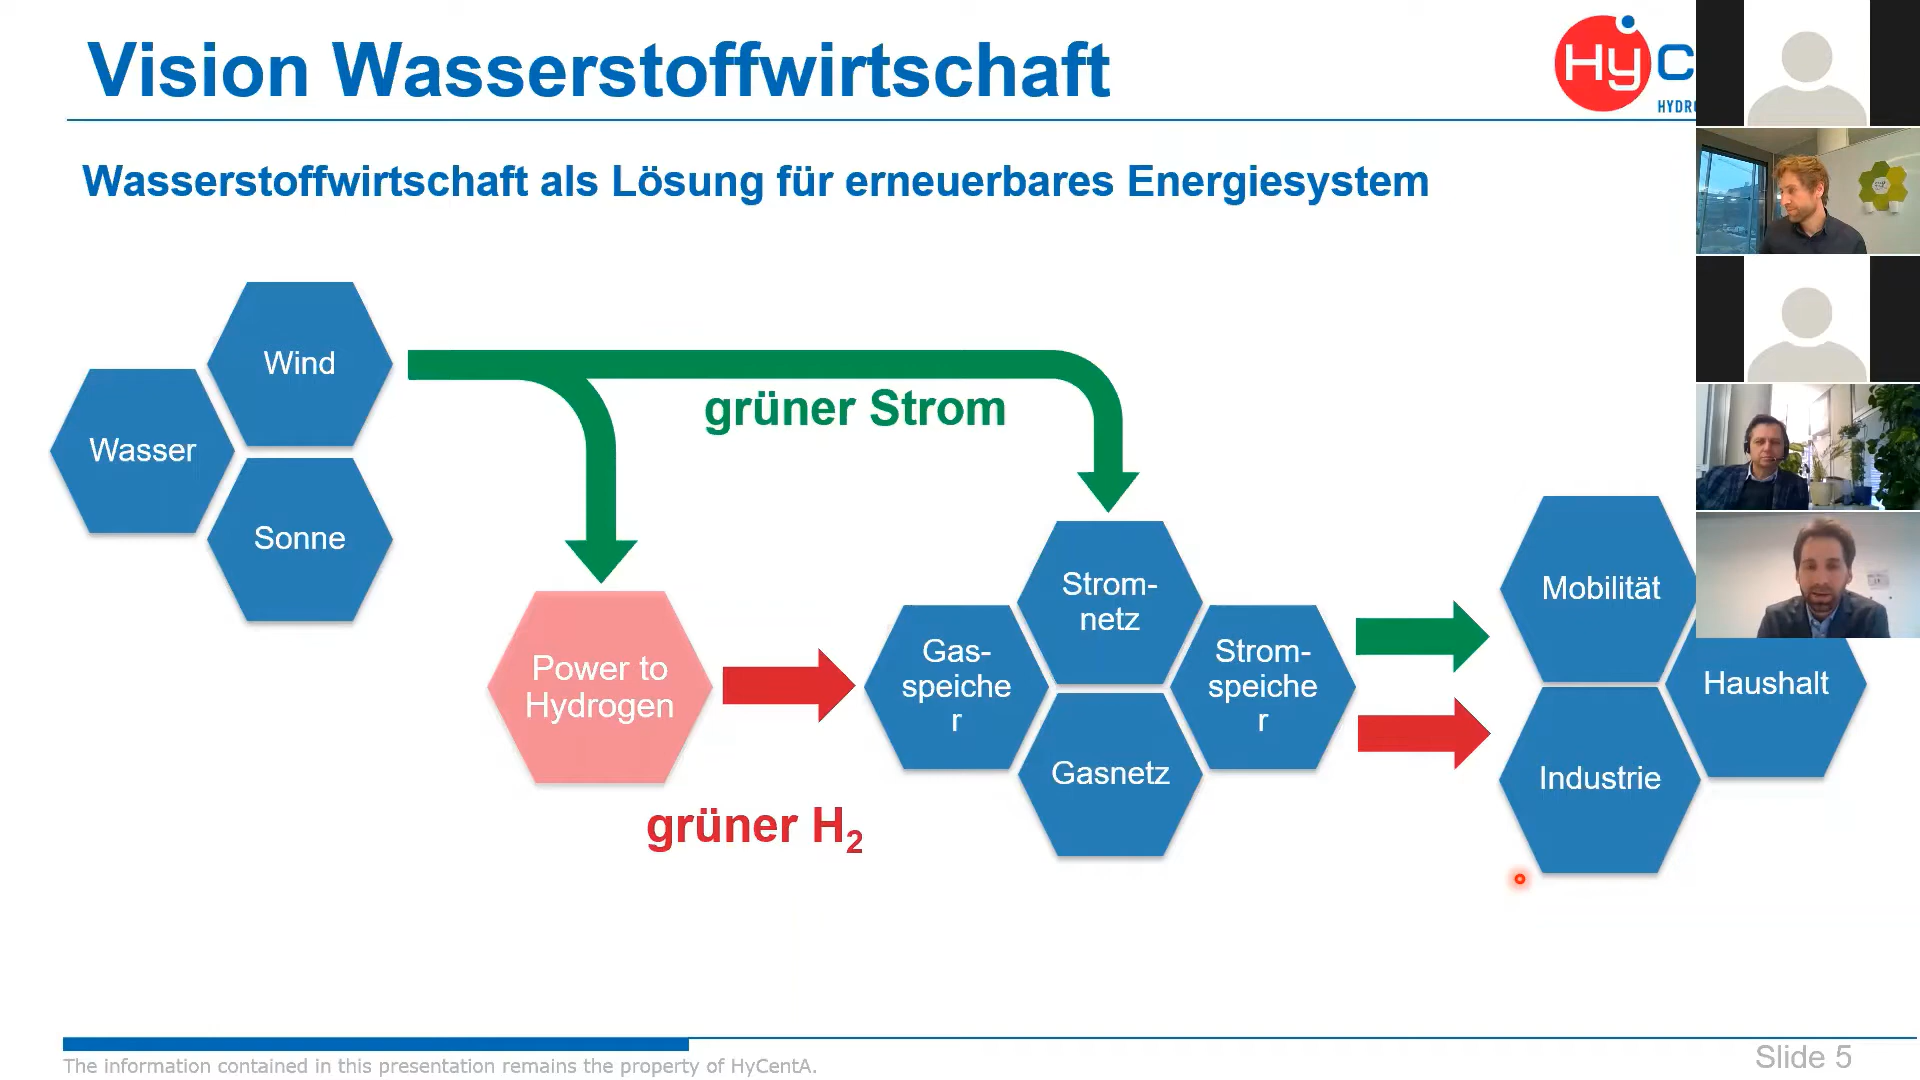 Vision Wasserstoffwirtschaft
Hy C
HYDR
Wasserstoffwirtschaft als Lösung für erneuerbares Energiesystem
Wind
Wasser
Sonne
grüner Strom
Power to
Hydrogen
grüner H₂
Strom-
netz
Gas-
speiche
r
Strom-
speiche
r
Gasnetz
Mobilität
Haushalt
Industrie
The information contained in this presentation remains the property of HyCentA.
Slide 5